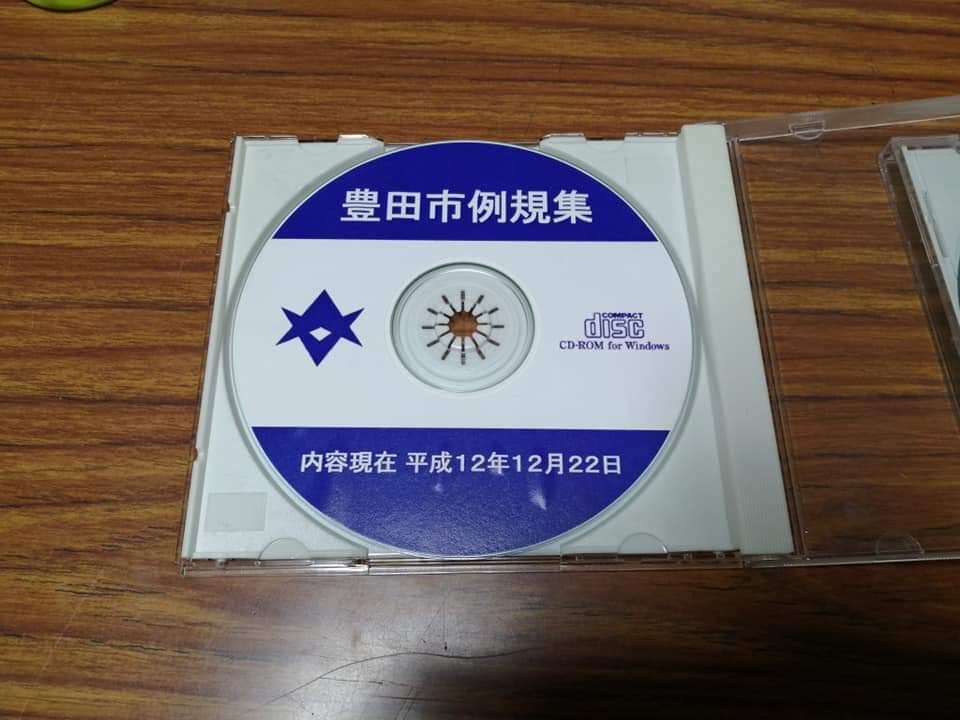 豊田市例規集
COMPACT
disc
CD-ROM for Windows
内容現在 平成12年12月22日